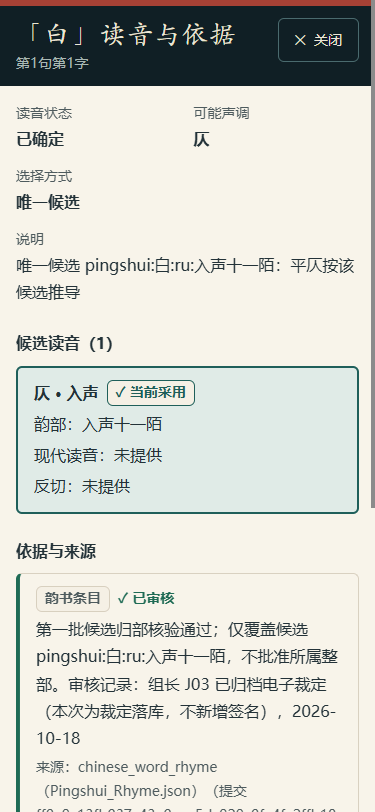 「白」读音与依据
× 关闭
第1句第1字
读音状态
可能声调
已确定
仄
选择方式
唯一候选
说明
唯一候选 pingshui:白:ru:入声十一陌：平仄按该
候选推导
候选读音（1）
仄 • 入声 ✓ 当前采用
韵部：入声十一陌
现代读音：未提供
反切：未提供
依据与来源
韵书条目 ✓ 已审核
第一批候选归部核验通过；仅覆盖候选
pingshui:白:ru:入声十一陌，不批准所属整
部。审核记录：组长 J03 已归档电子裁定
（本次为裁定落库，不新增签名），2026-
10-18
来源：chinese_word_rhyme
（Pingshui_Rhyme.json）（提交